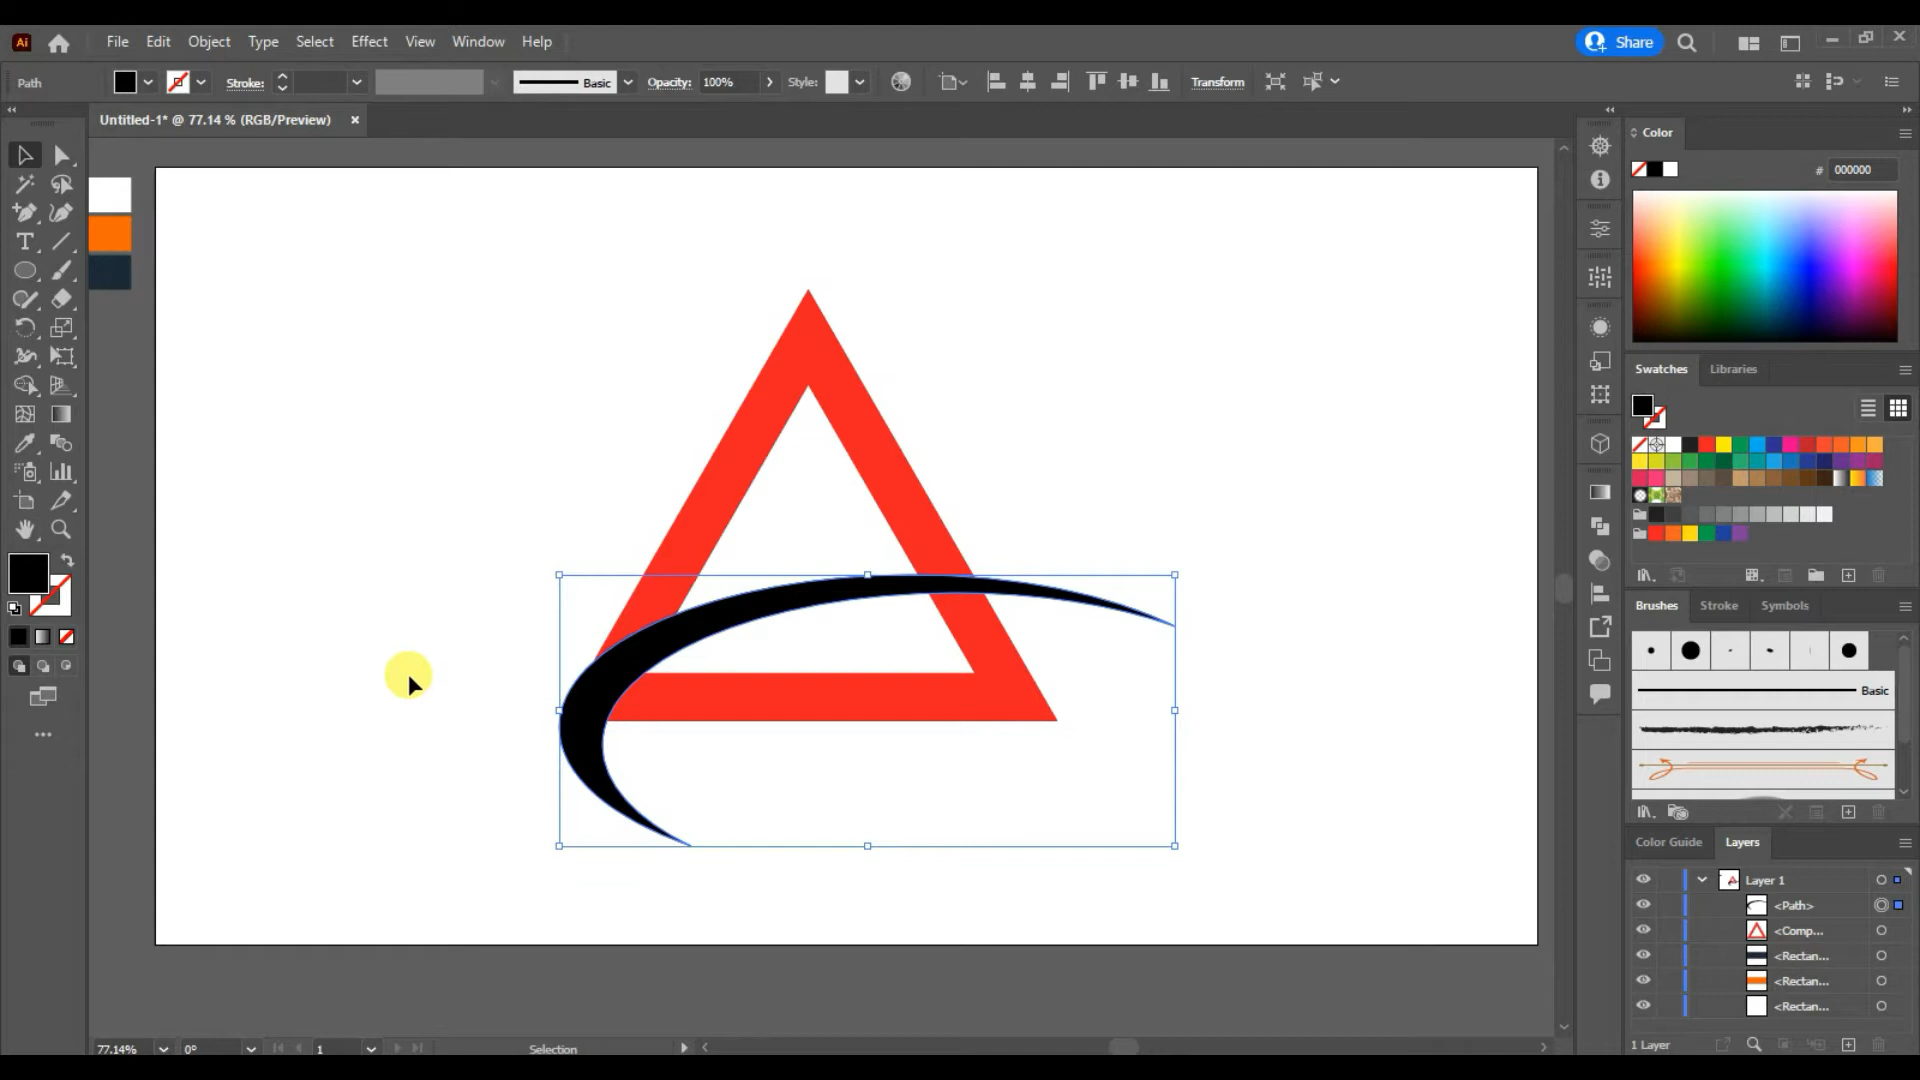 Ai File Edit Object Type Select Effect View Window Help Share
Path Stroke: Basic Opacity: 100% Style: Transform
Untitled-1* @ 77.14 % (RGB/Preview) ×
Color
# 000000
Swatches Libraries
Brushes Stroke Symbols
Basic
Color Guide Layers
Layer 1
<Path>
<Comp...
<Rectan...
<Rectan...
<Rectan...
1 Layer
77.14% 0° 1 Selection